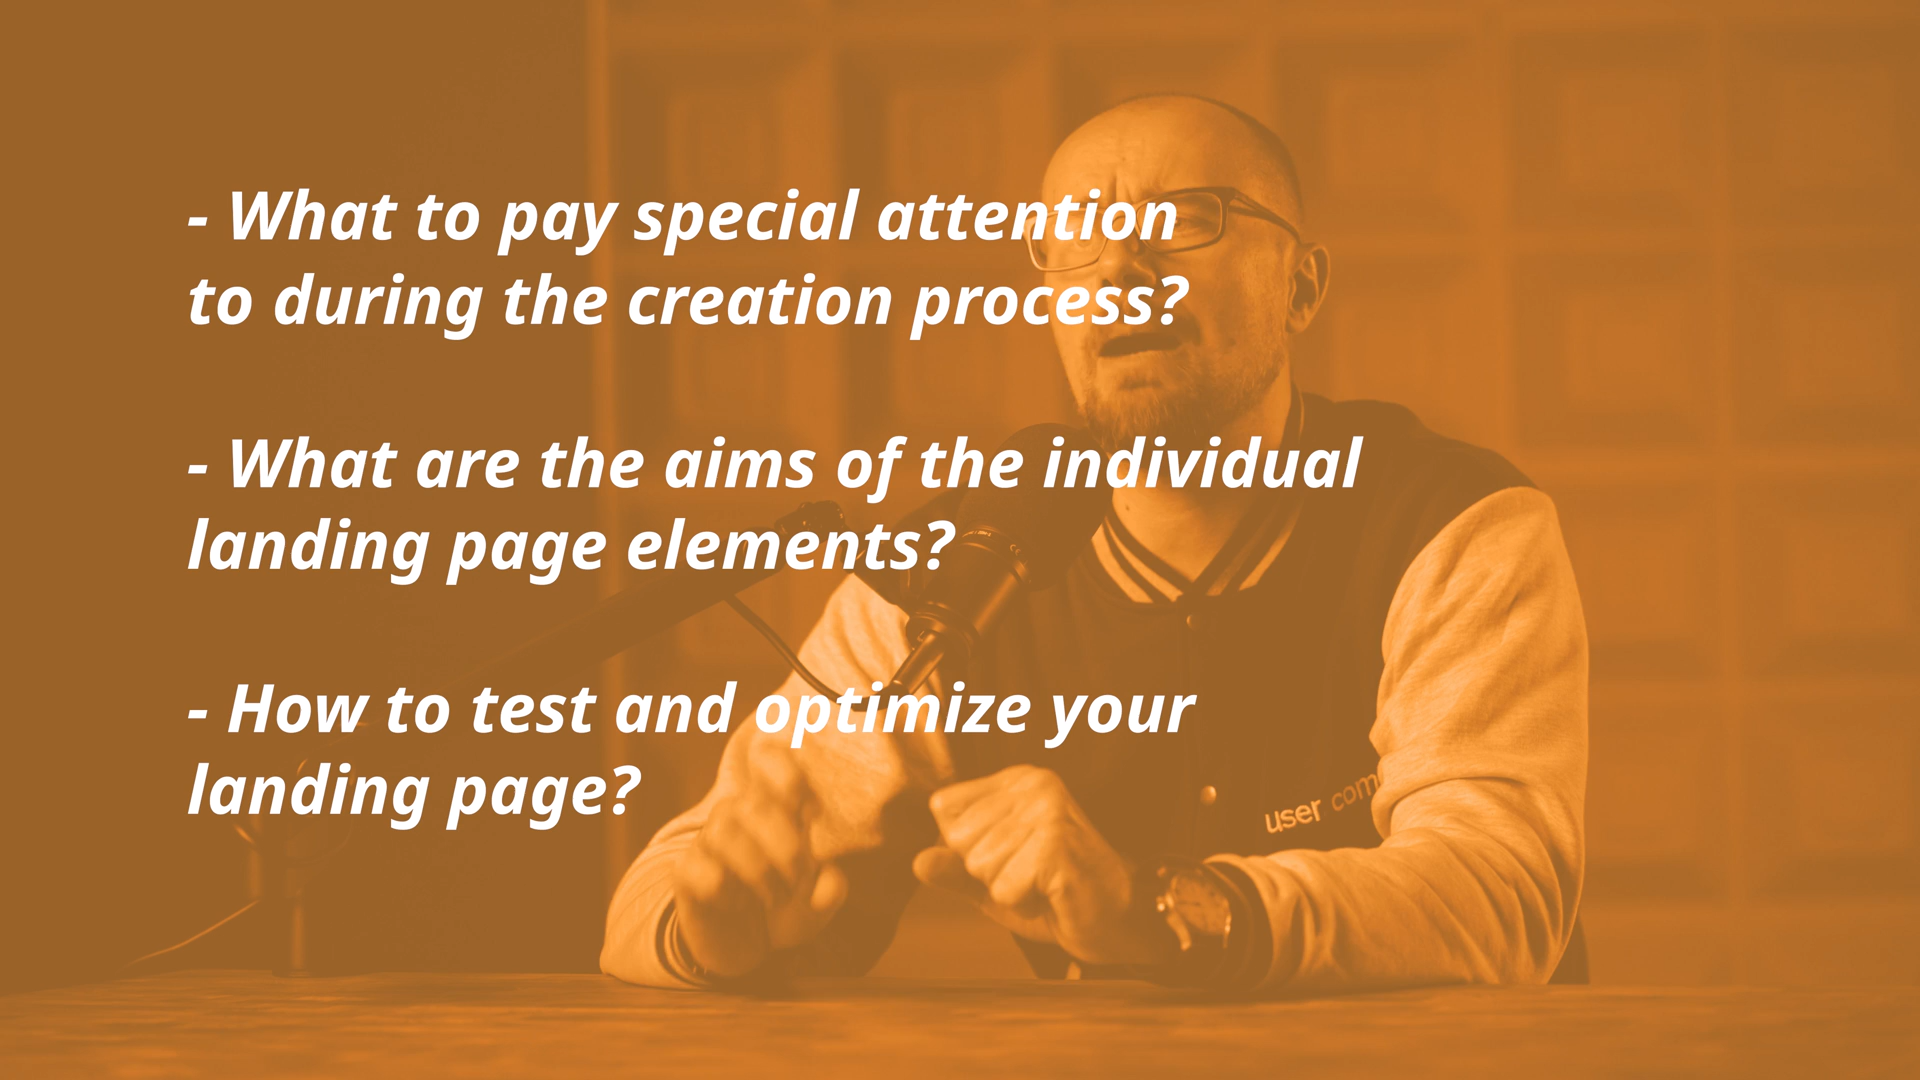 - What to pay special attention
to during the creation process?
- What are the aims of the individual
landing page elements?
- How to test and optimize your
landing page?
user com